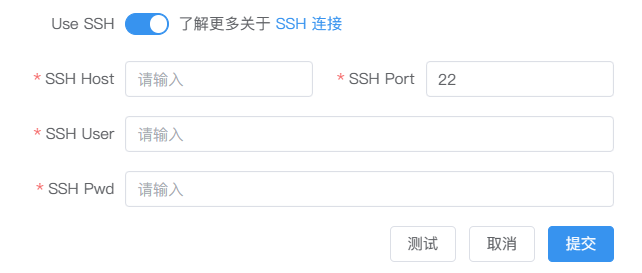 Use SSH 了解更多关于 SSH 连接
* SSH Host 请输入 * SSH Port 22
* SSH User 请输入
* SSH Pwd 请输入
测试 取消 提交